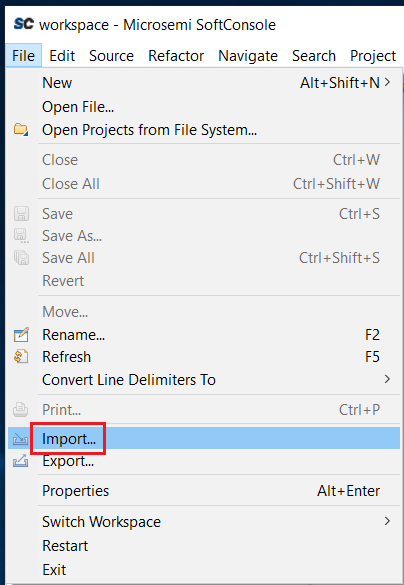 SC workspace - Microsemi SoftConsole
File Edit Source Refactor Navigate Search Project
New Alt+Shift+N >
Open File...
Open Projects from File System...
Close Ctrl+W
Close All Ctrl+Shift+W
Save Ctrl+S
Save As...
Save All Ctrl+Shift+S
Revert
Move...
Rename... F2
Refresh F5
Convert Line Delimiters To >
Print... Ctrl+P
Import...
Export...
Properties Alt+Enter
Switch Workspace >
Restart
Exit